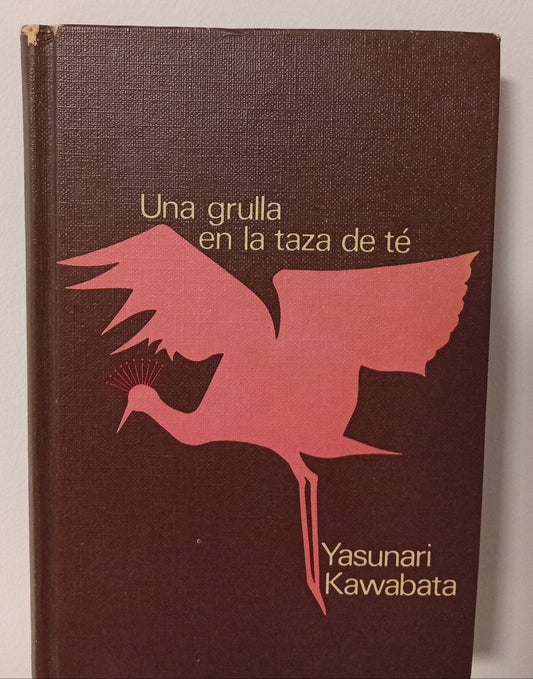 Una grulla
en la taza de té
Yasunari
Kawabata